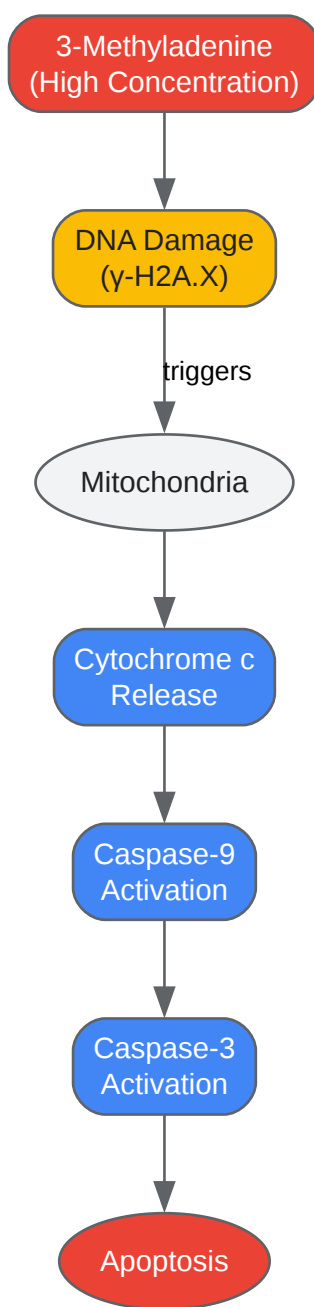 3-Methyladenine
(High Concentration)
DNA Damage
(γ-H2A.X)
triggers
Mitochondria
Cytochrome c
Release
Caspase-9
Activation
Caspase-3
Activation
Apoptosis